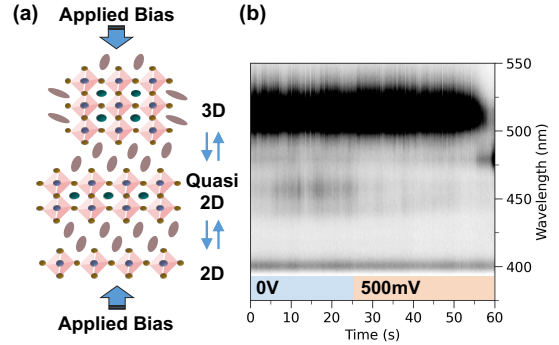 (a)
Applied Bias
3D
Quasi
2D
2D
Applied Bias
(b)
550
500
450
400
Wavelength (nm)
0V
500mV
0
10
20
30
40
50
60
Time (s)